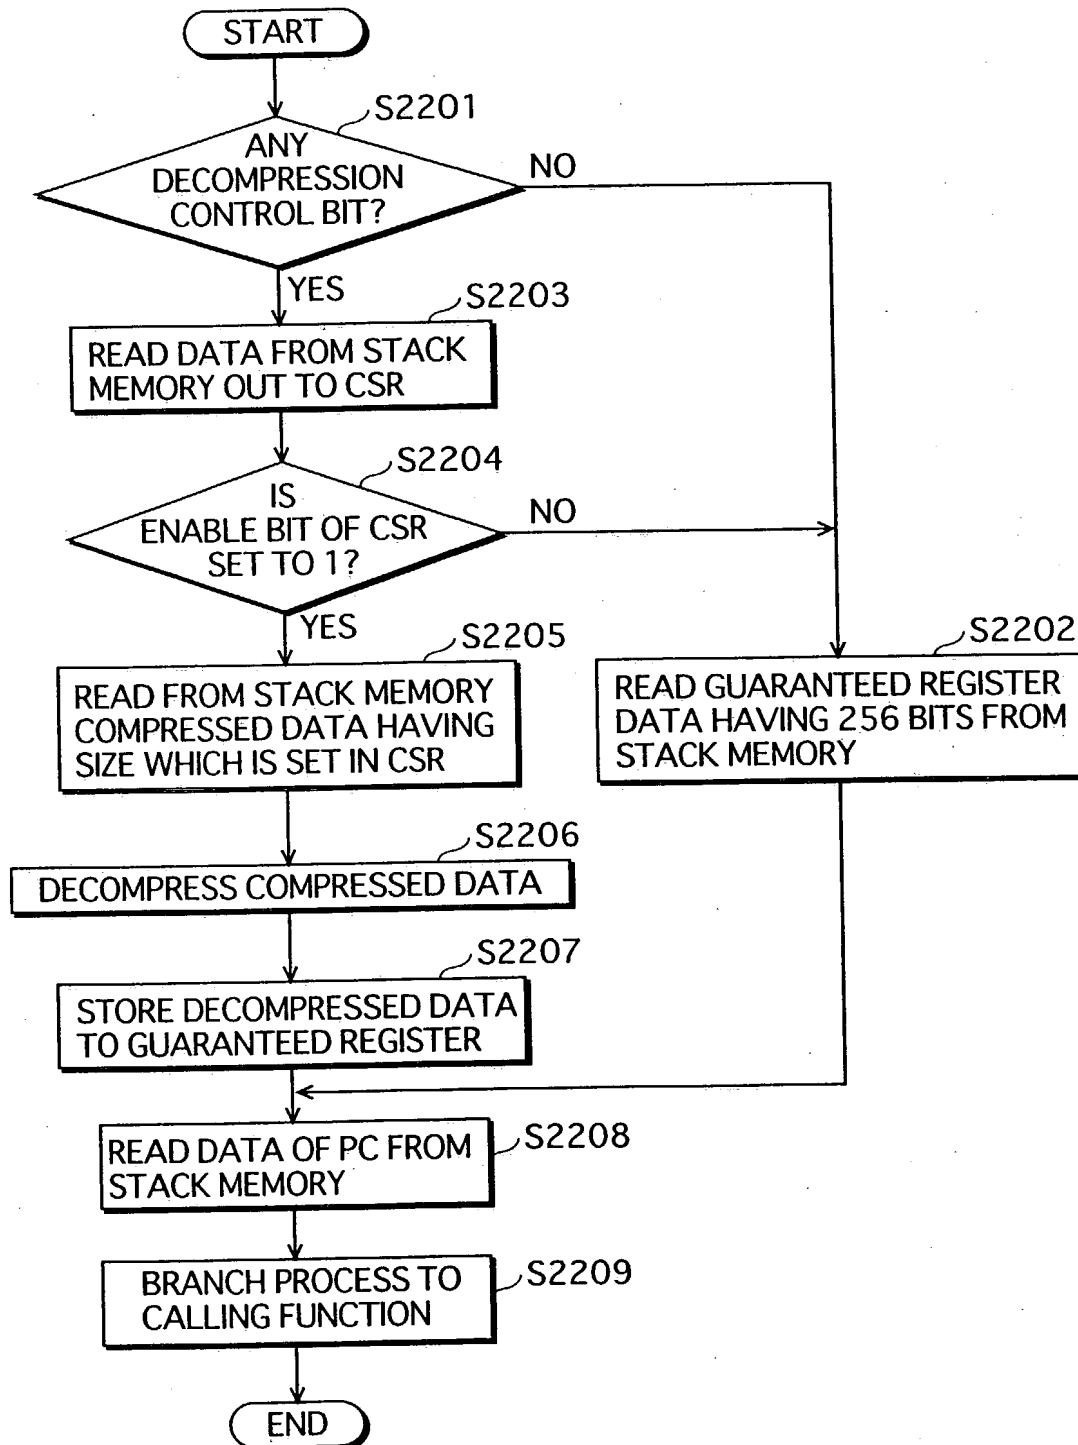 START
S2201
ANY
DECOMPRESSION
CONTROL BIT?
NO
YES
S2203
READ DATA FROM STACK
MEMORY OUT TO CSR
S2204
IS
ENABLE BIT OF CSR
SET TO 1?
NO
YES
S2205
READ FROM STACK MEMORY
COMPRESSED DATA HAVING
SIZE WHICH IS SET IN CSR
S2202
READ GUARANTEED REGISTER
DATA HAVING 256 BITS FROM
STACK MEMORY
S2206
DECOMPRESS COMPRESSED DATA
S2207
STORE DECOMPRESSED DATA
TO GUARANTEED REGISTER
S2208
READ DATA OF PC FROM
STACK MEMORY
S2209
BRANCH PROCESS TO
CALLING FUNCTION
END